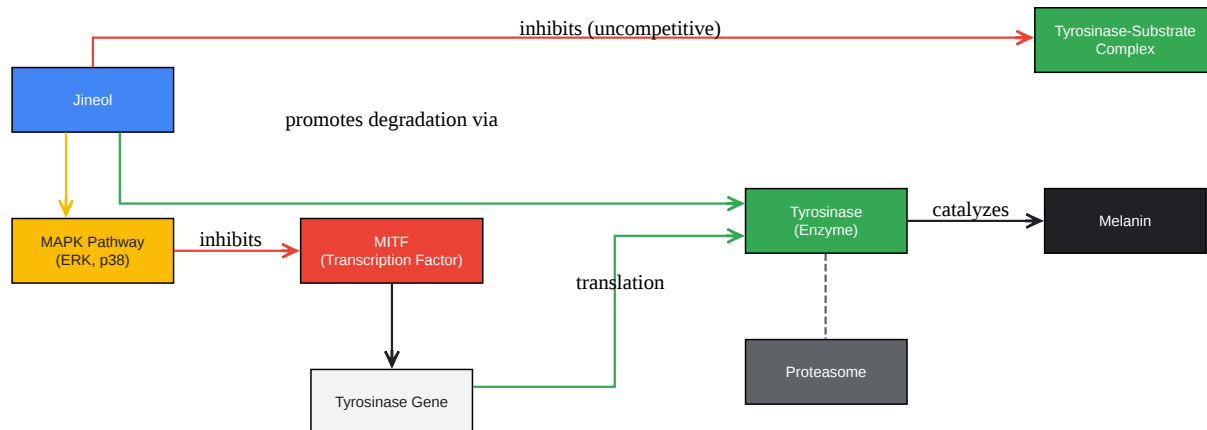 inhibits (uncompetitive)
Tyrosinase-Substrate
Complex
Jineol
promotes degradation via
Tyrosinase
(Enzyme)
catalyzes
Melanin
MAPK Pathway
(ERK, p38)
inhibits
MITF
(Transcription Factor)
translation
Proteasome
Tyrosinase Gene